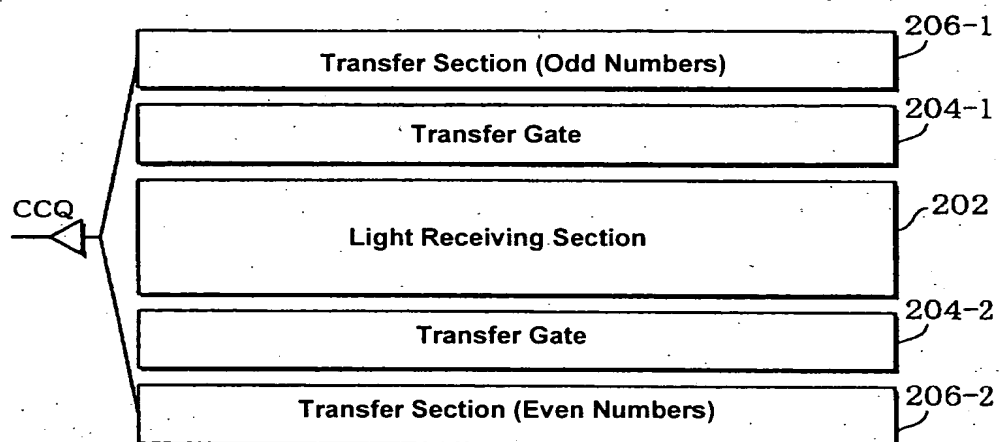 206-1
Transfer Section (Odd Numbers)
204-1
Transfer Gate
CCQ
202
Light Receiving Section
204-2
Transfer Gate
206-2
Transfer Section (Even Numbers)